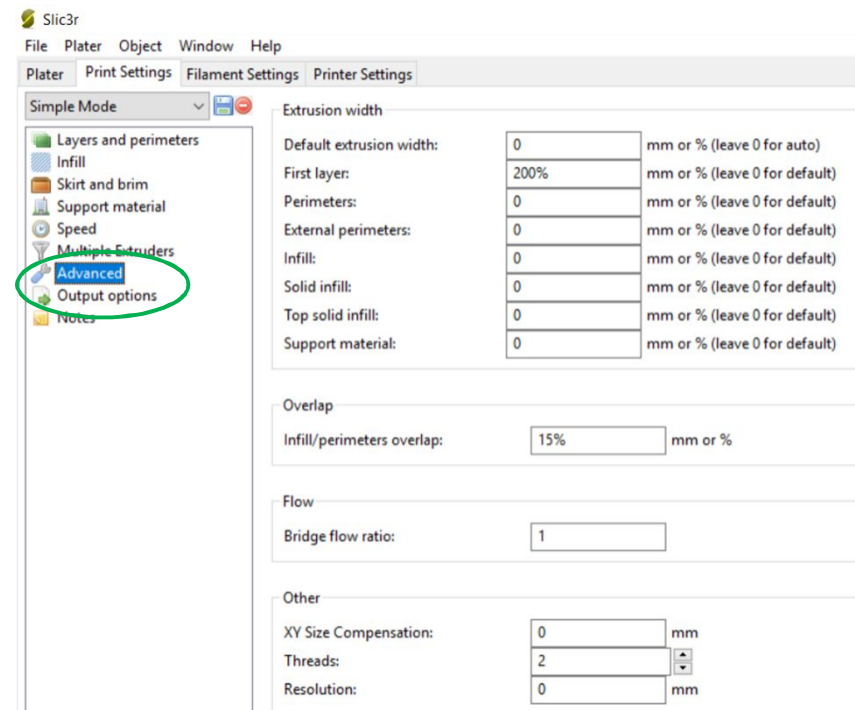 Slic3r
File Plater Object Window Help
Plater Print Settings Filament Settings Printer Settings
Simple Mode
Layers and perimeters
Infill
Skirt and brim
Support material
Speed
Multiple Extruders
Advanced
Output options
Notes
Extrusion width
Default extrusion width: 0 mm or % (leave 0 for auto)
First layer: 200% mm or % (leave 0 for default)
Perimeters: 0 mm or % (leave 0 for default)
External perimeters: 0 mm or % (leave 0 for default)
Infill: 0 mm or % (leave 0 for default)
Solid infill: 0 mm or % (leave 0 for default)
Top solid infill: 0 mm or % (leave 0 for default)
Support material: 0 mm or % (leave 0 for default)
Overlap
Infill/perimeters overlap: 15% mm or %
Flow
Bridge flow ratio: 1
Other
XY Size Compensation: 0 mm
Threads: 2
Resolution: 0 mm